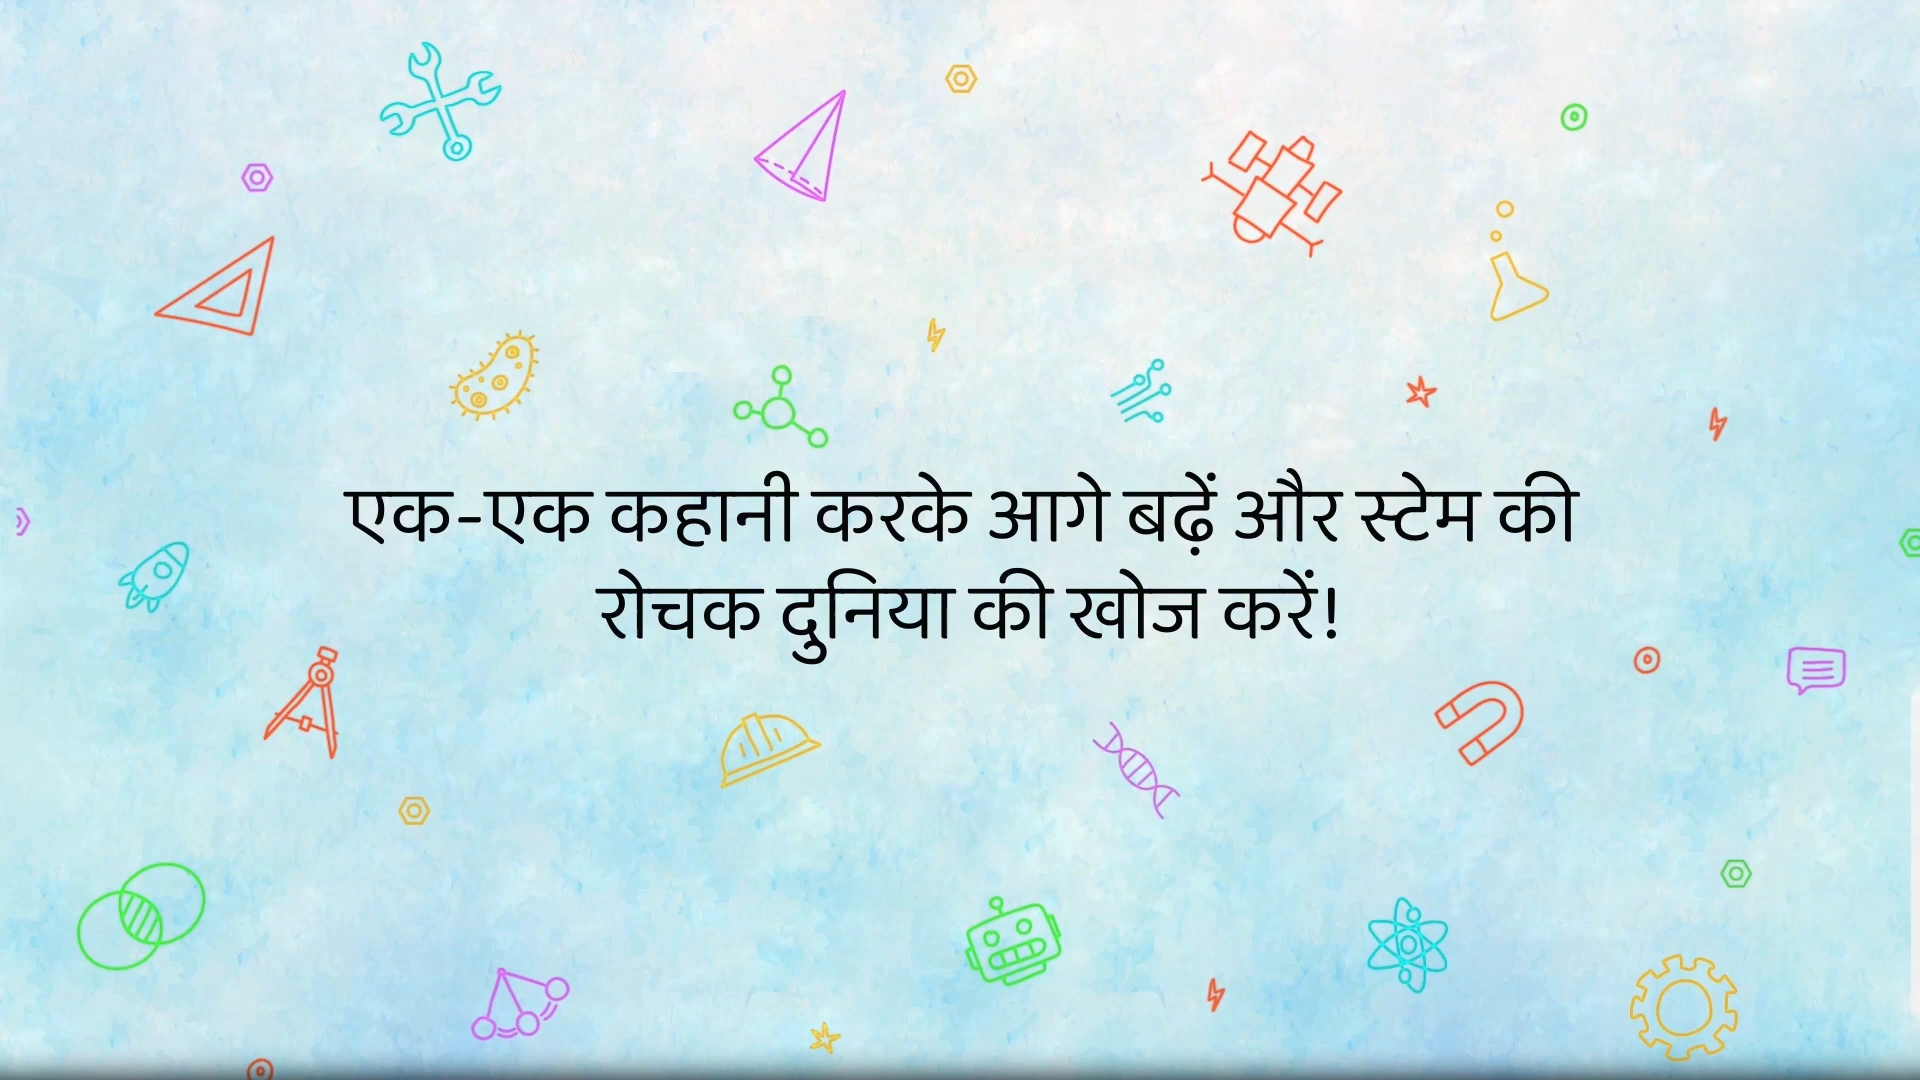 एक-एक कहानी करके आगे बढ़ें और स्टेम की
रोचक दुनिया की खोज करें!